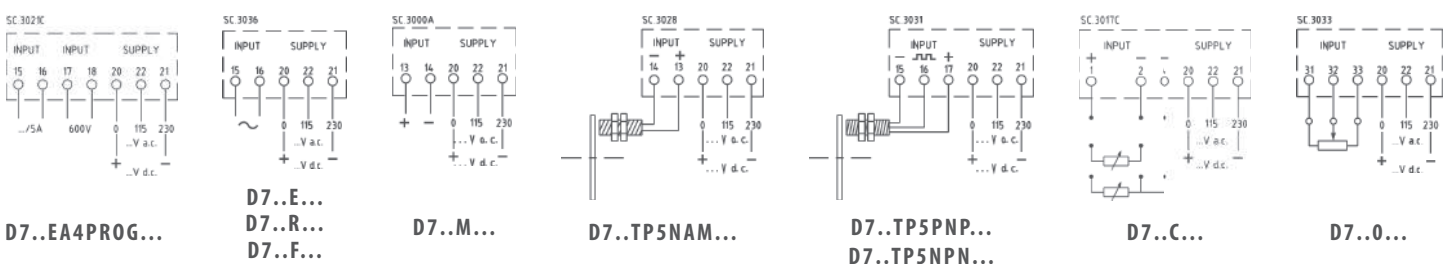 SC.3021C
INPUT INPUT SUPPLY
15 16 17 18 20 22 21
.../5A 600V 0 115 230
...V a.c.
+ −
...V d.c.
D7..EA4PROG...
SC.3036
INPUT SUPPLY
15 16 20 22 21
~ 0 115 230
...V a.c.
+ −
...V d.c.
D7..E...
D7..R...
D7..F...
SC.3000A
INPUT SUPPLY
13 14 20 22 21
+ − 0 115 230
...V a.c.
+ −
...V d.c.
D7..M...
SC.3028
INPUT SUPPLY
− +
14 13 20 22 21
0 115 230
...V a.c.
+ −
...V d.c.
D7..TP5NAM...
SC.3031
INPUT SUPPLY
− +
15 16 17 20 22 21
0 115 230
...V a.c.
+ −
...V d.c.
D7..TP5PNP...
D7..TP5NPN...
SC.3017C
INPUT SUPPLY
+ − −
1 2 4 20 22 21
0 115 230
...V a.c.
+ −
...V d.c.
D7..C...
SC.3033
INPUT SUPPLY
31 32 33 20 22 21
0 115 230
...V a.c.
+ −
...V d.c.
D7..O...